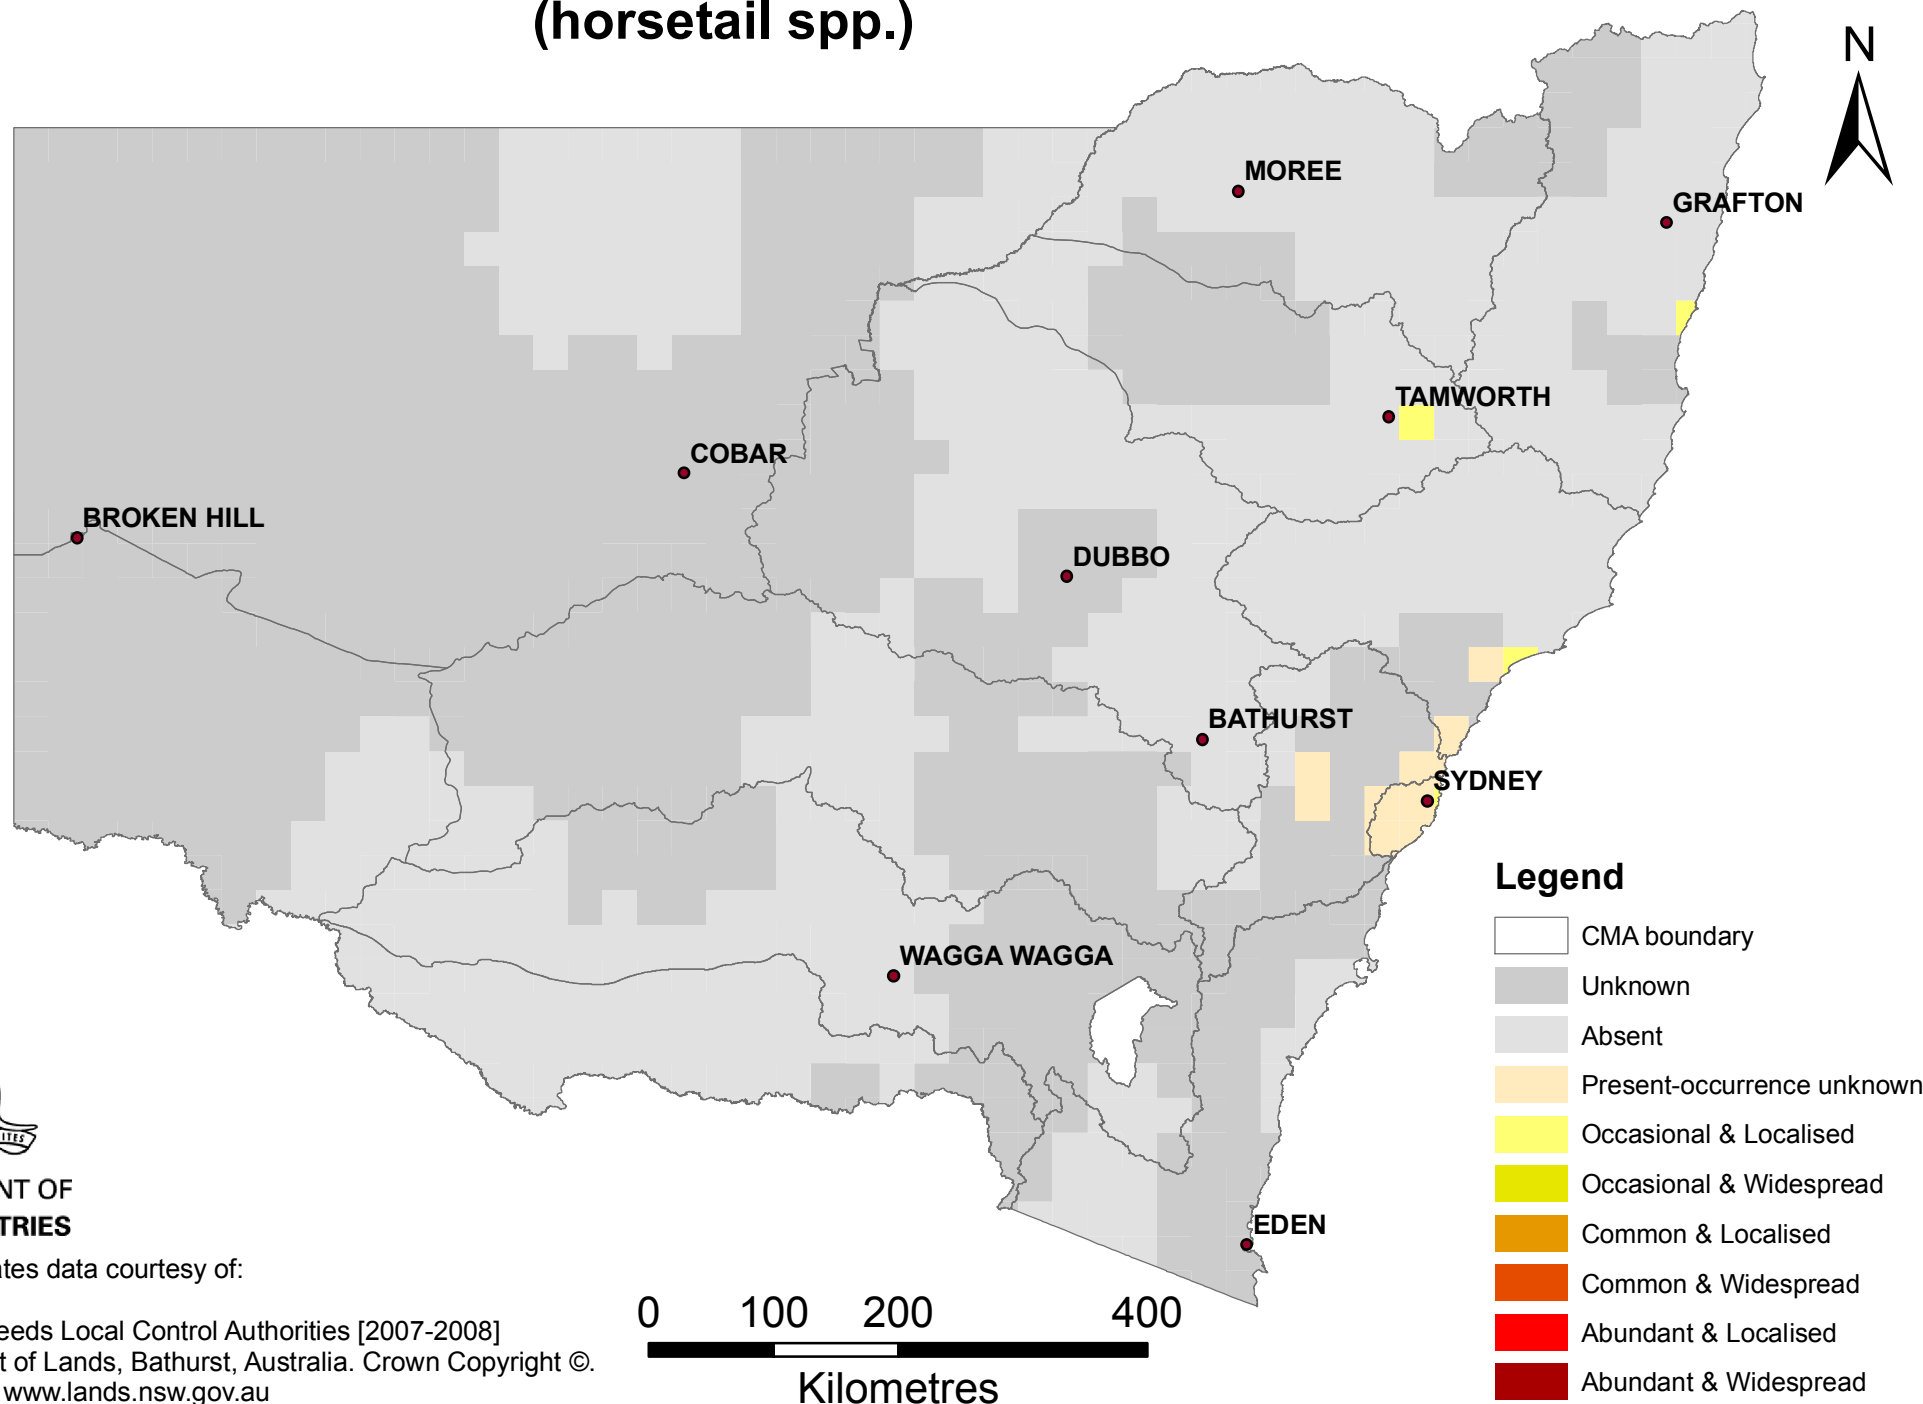 (horsetail spp.)
N
MOREE
GRAFTON
TAMWORTH
COBAR
BROKEN HILL
DUBBO
BATHURST
SYDNEY
WAGGA WAGGA
EDEN
Legend
CMA boundary
Unknown
Absent
Present-occurrence unknown
Occasional & Localised
Occasional & Widespread
Common & Localised
Common & Widespread
Abundant & Localised
Abundant & Widespread
ITES
NT OF
TRIES
ates data courtesy of:
eeds Local Control Authorities [2007-2008]
t of Lands, Bathurst, Australia. Crown Copyright ©.
www.lands.nsw.gov.au
0 100 200 400
Kilometres